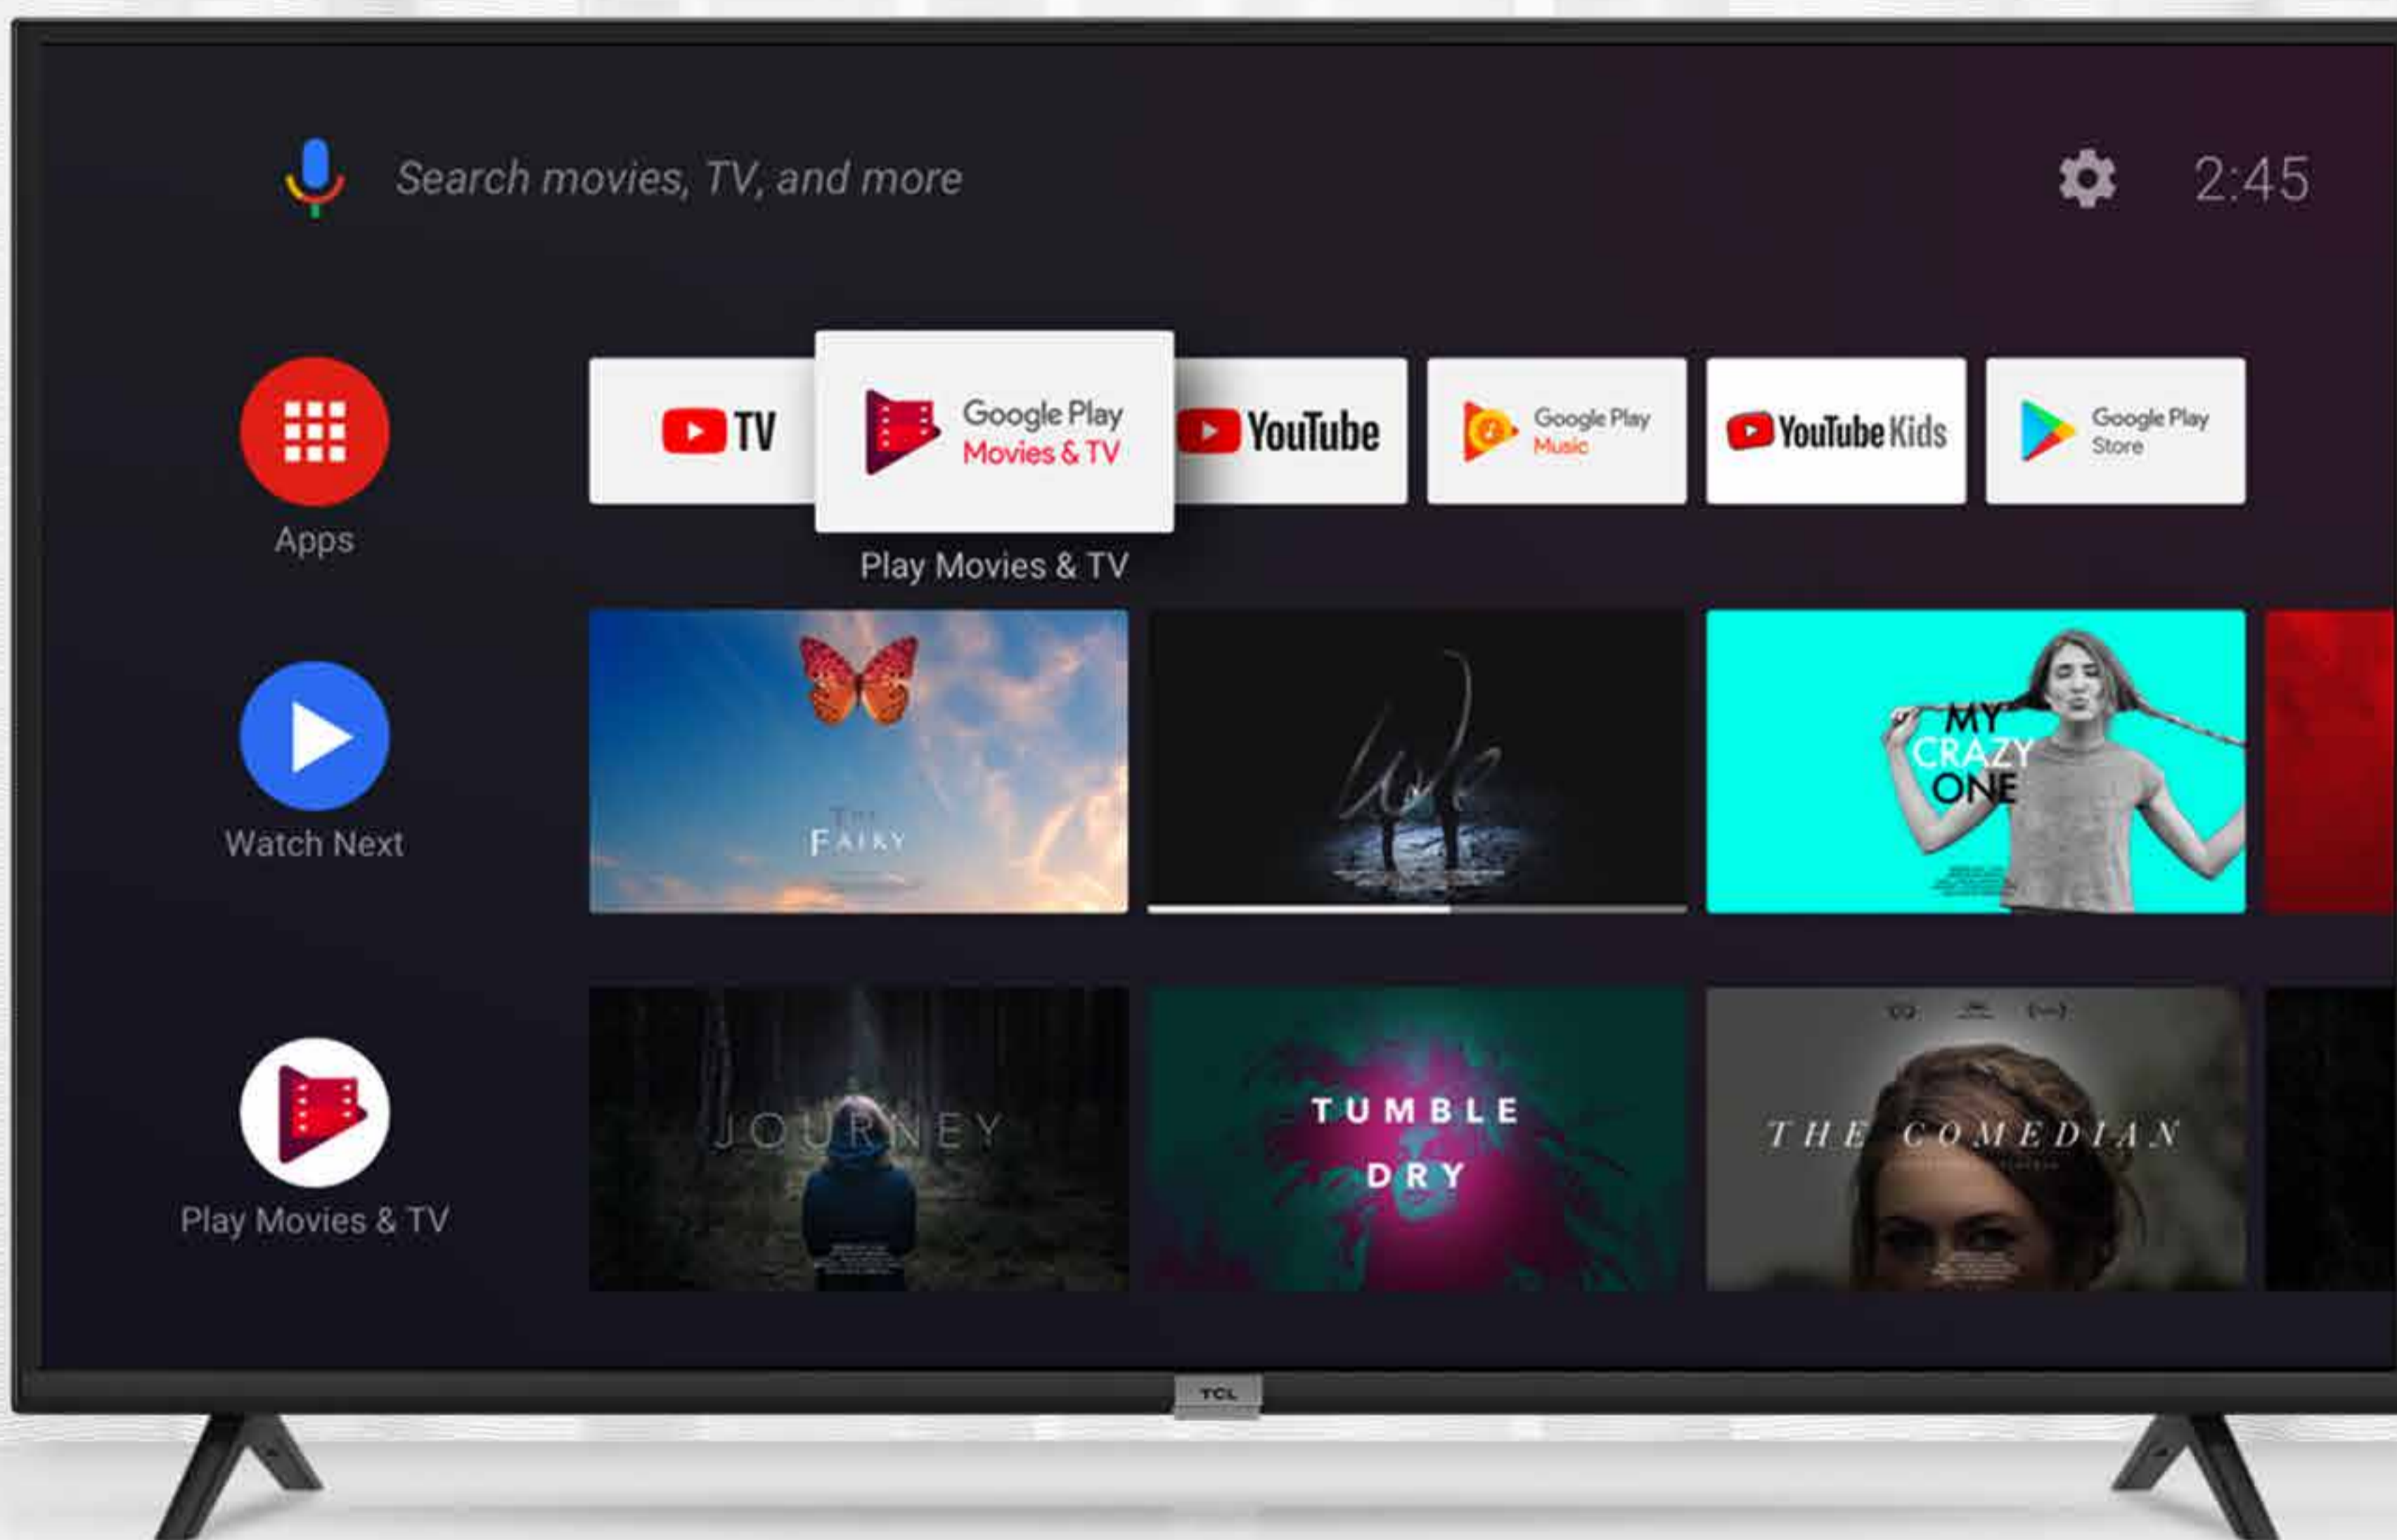 Search movies, TV, and more
2:45
TV
Google Play
Movies & TV
YouTube
Google Play
Music
YouTube Kids
Google Play
Store
Apps
Play Movies & TV
THE
FAIRY
MY
CRAZY
ONE
Watch Next
JOURNEY
TUMBLE
DRY
THE COMEDIAN
Play Movies & TV
TCL